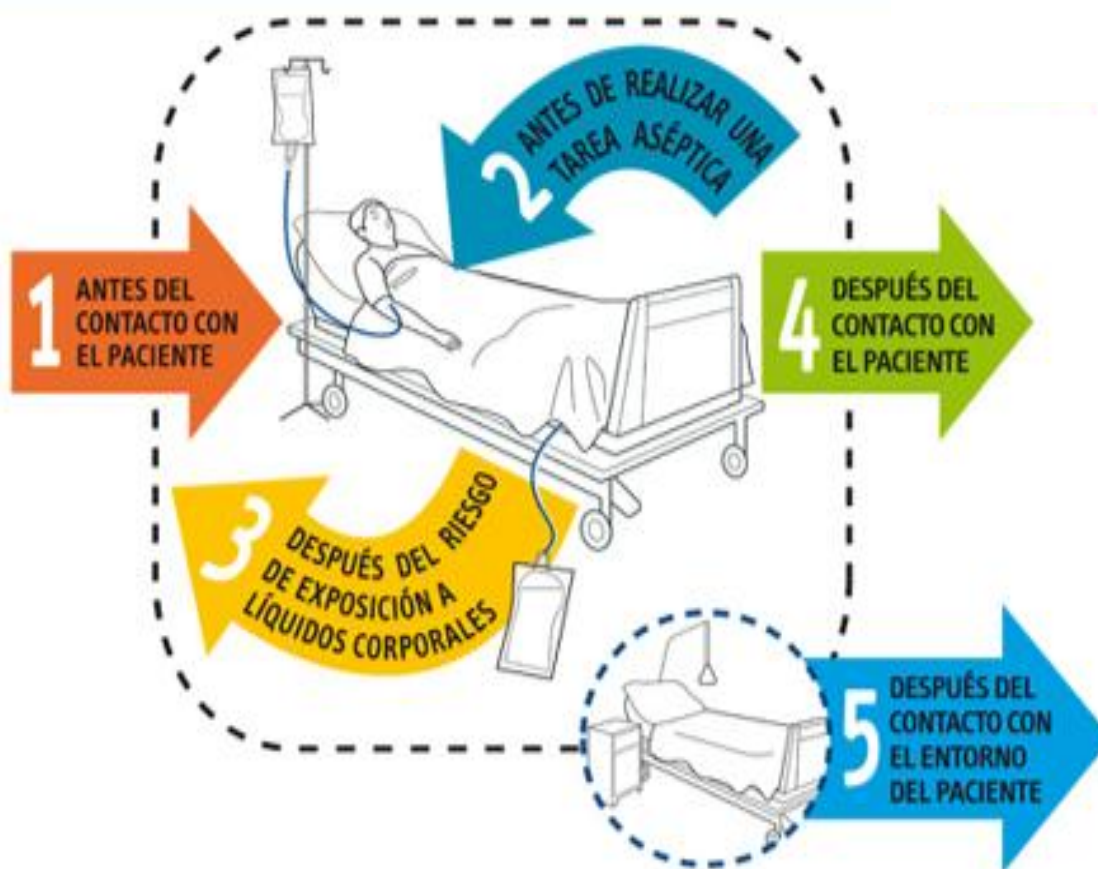 1
ANTES DEL
CONTACTO CON
EL PACIENTE
2
ANTES DE REALIZAR UNA
TAREA ASÉPTICA
3
DESPUÉS DEL RIESGO
DE EXPOSICIÓN A
LÍQUIDOS CORPORALES
4
DESPUÉS DEL
CONTACTO CON
EL PACIENTE
5
DESPUÉS DEL
CONTACTO CON
EL ENTORNO
DEL PACIENTE